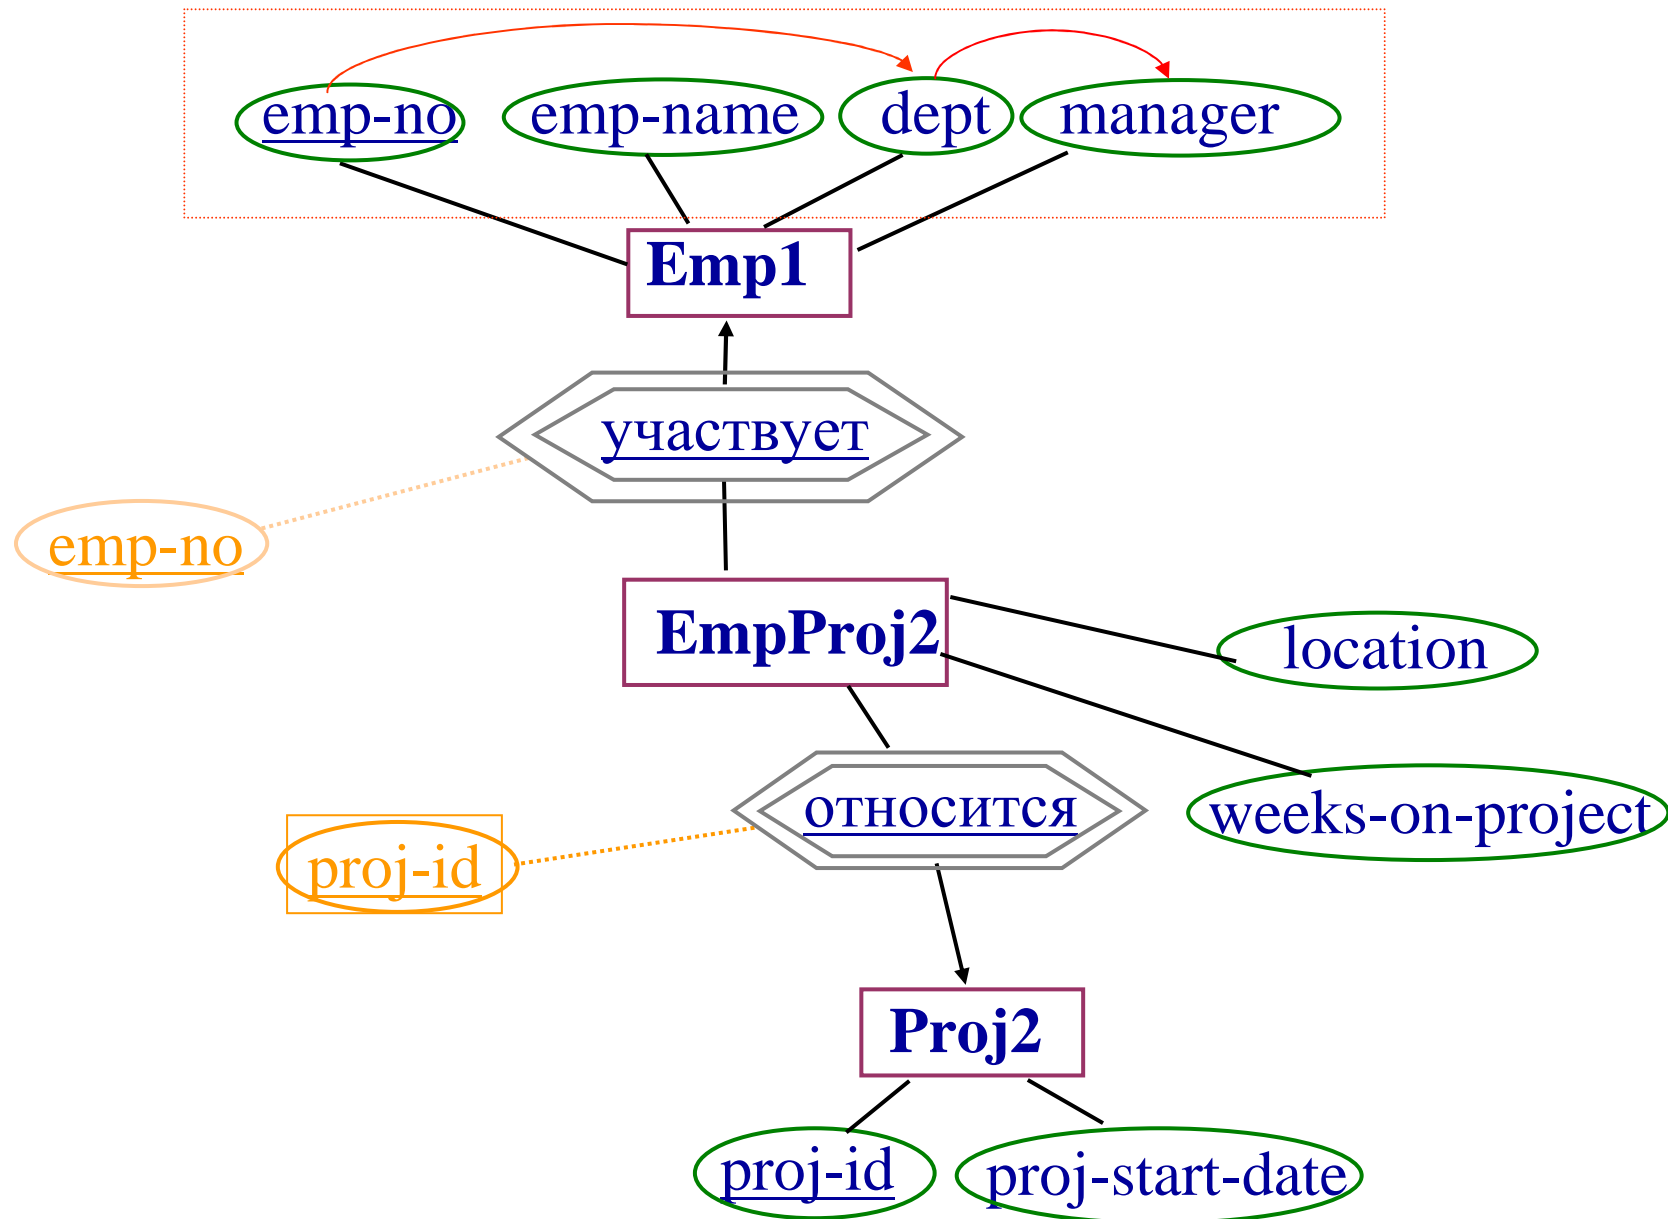 emp-no emp-name dept manager
Emp1
участвует
emp-no
EmpProj2
location
относится
weeks-on-project
proj-id
Proj2
proj-id proj-start-date